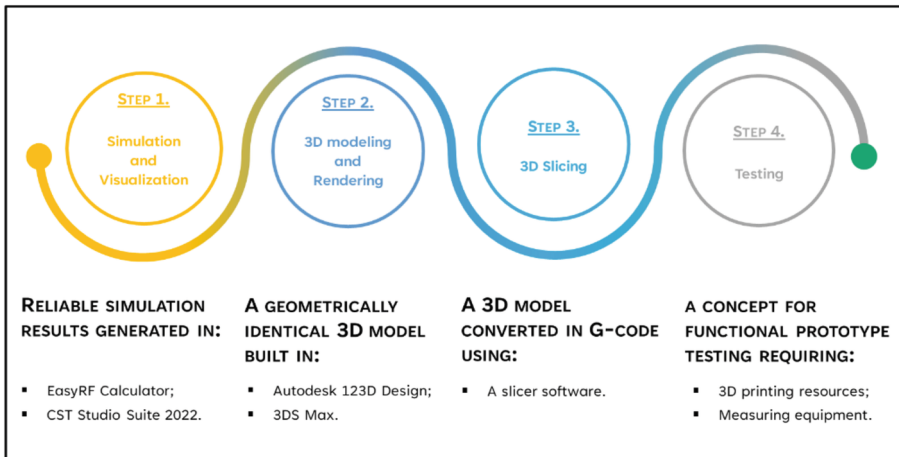 STEP 1.
Simulation
and
Visualization
STEP 2.
3D modeling
and
Rendering
STEP 3.
3D Slicing
STEP 4.
Testing
RELIABLE SIMULATION
RESULTS GENERATED IN:
▪ EasyRF Calculator;
▪ CST Studio Suite 2022.
A GEOMETRICALLY
IDENTICAL 3D MODEL
BUILT IN:
▪ Autodesk 123D Design;
▪ 3DS Max.
A 3D MODEL
CONVERTED IN G-CODE
USING:
▪ A slicer software.
A CONCEPT FOR
FUNCTIONAL PROTOTYPE
TESTING REQUIRING:
▪ 3D printing resources;
▪ Measuring equipment.